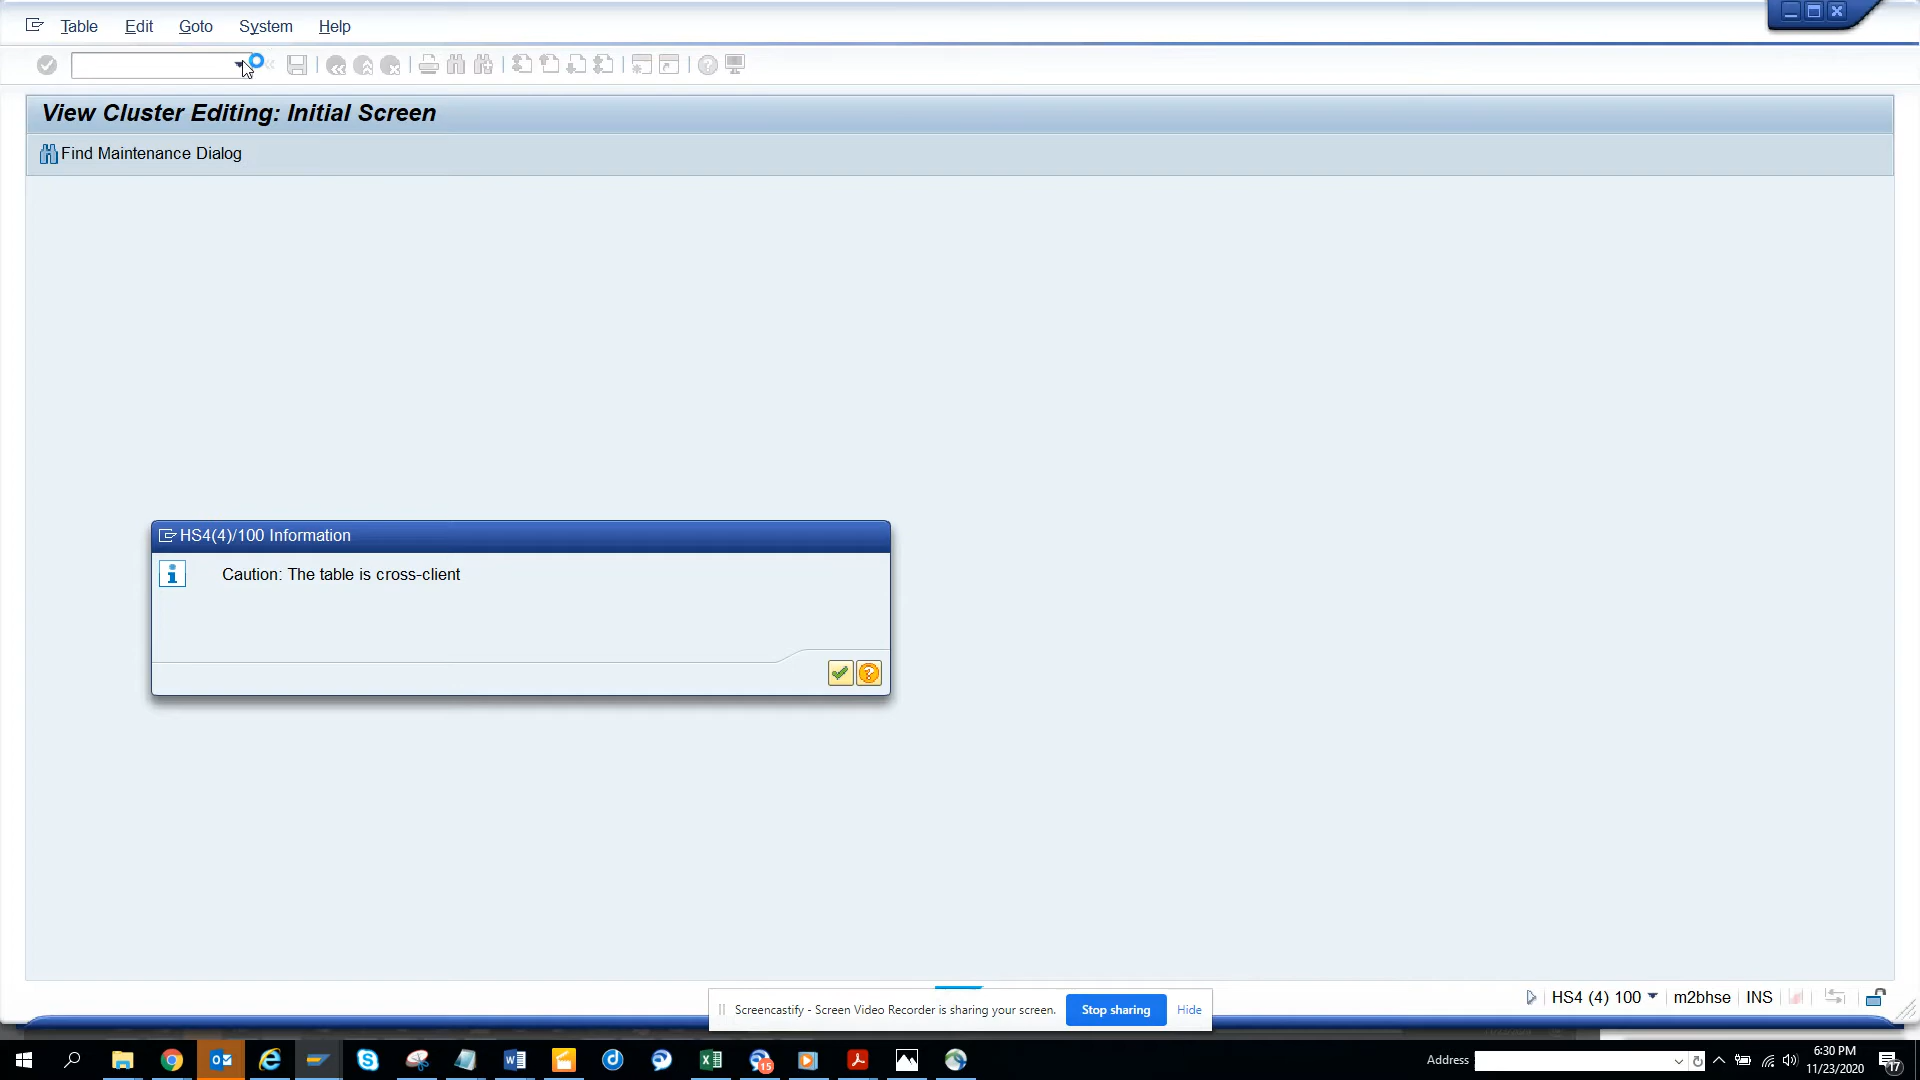 Table Edit Goto System Help
View Cluster Editing: Initial Screen
Find Maintenance Dialog
HS4(4)/100 Information
Caution: The table is cross-client
HS4 (4) 100 m2bhse INS
Screencastify - Screen Video Recorder is sharing your screen. Stop sharing Hide
15
Address
6:30 PM
11/23/2020
17